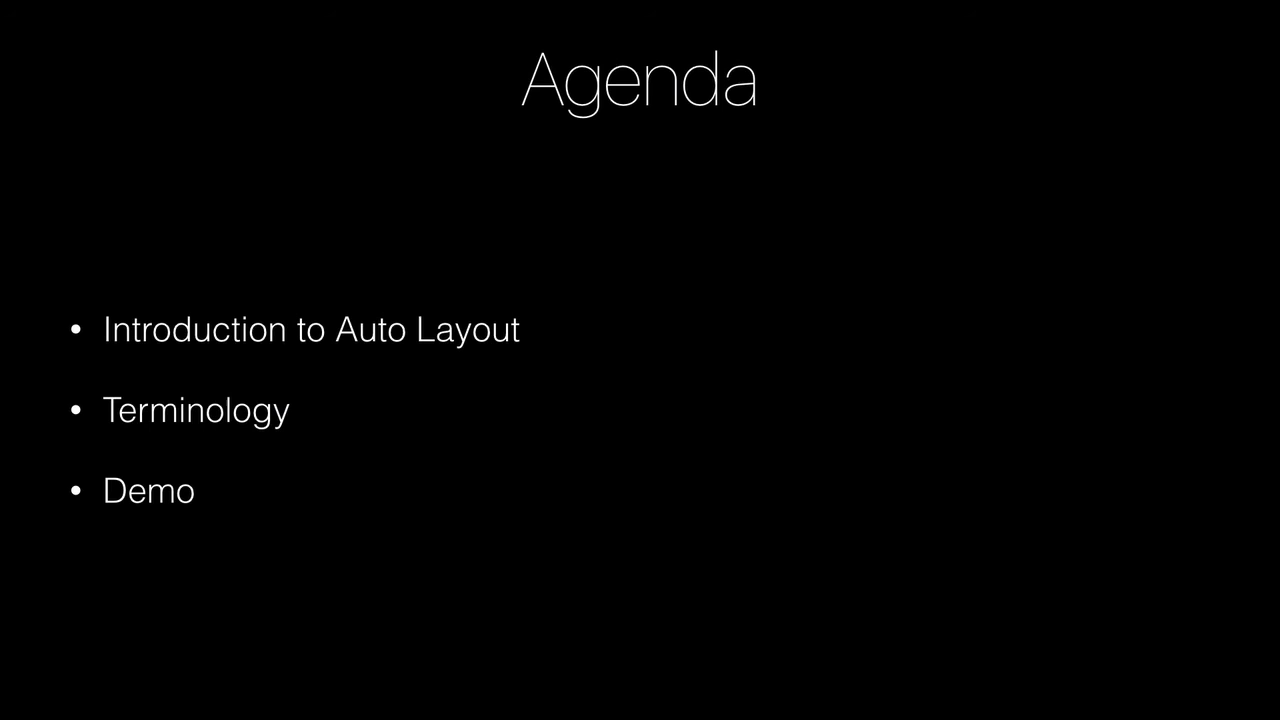 Agenda
• Introduction to Auto Layout
• Terminology
• Demo